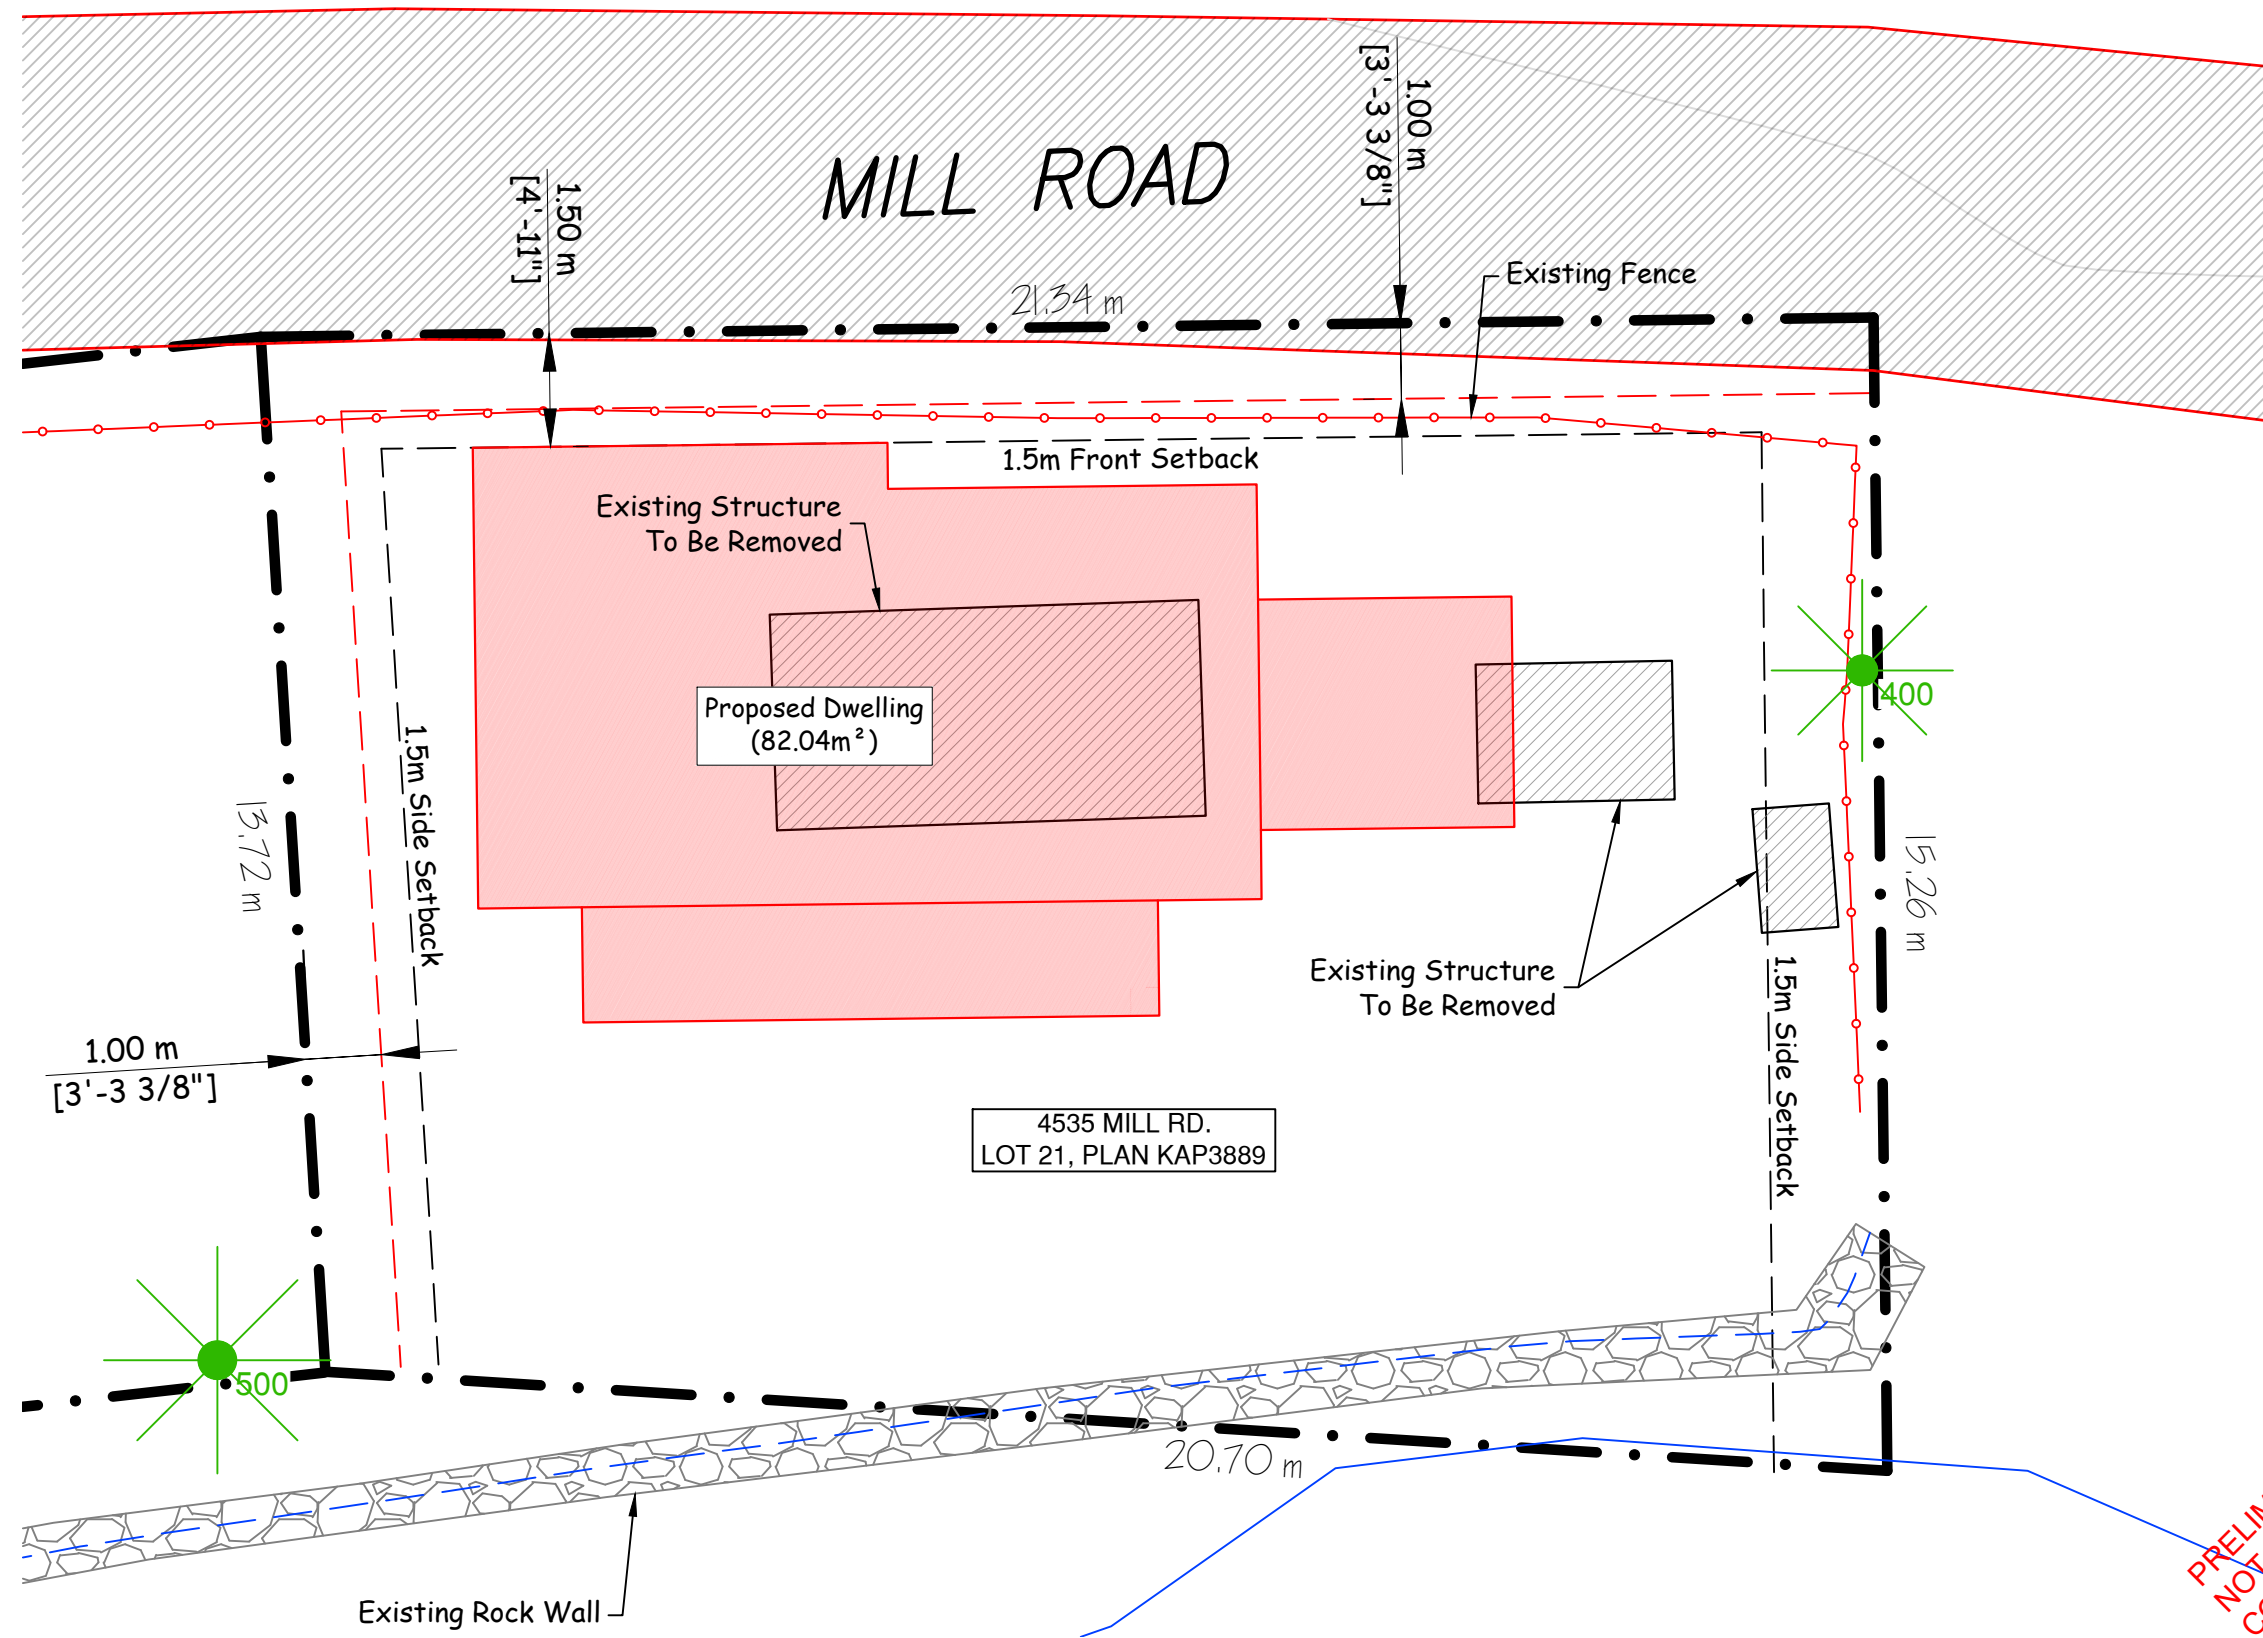 MILL ROAD
1.00 m
[3'-3 3/8"]
1.50 m
[4'-11"]
21.34 m
Existing Fence
1.5m Front Setback
Existing Structure
To Be Removed
Proposed Dwelling
(82.04m²)
400
1.5m Side Setback
13.72 m
15.26 m
Existing Structure
To Be Removed
1.5m Side Setback
1.00 m
[3'-3 3/8"]
4535 MILL RD.
LOT 21, PLAN KAP3889
500
20.70 m
Existing Rock Wall
NOT